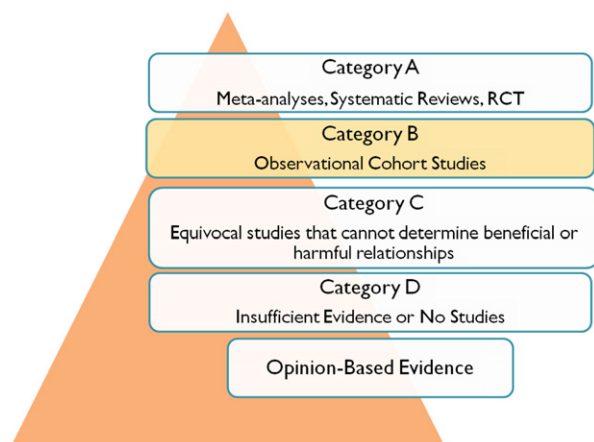 Category A
Meta-analyses, Systematic Reviews, RCT
Category B
Observational Cohort Studies
Category C
Equivocal studies that cannot determine beneficial or
harmful relationships
Category D
Insufficient Evidence or No Studies
Opinion-Based Evidence